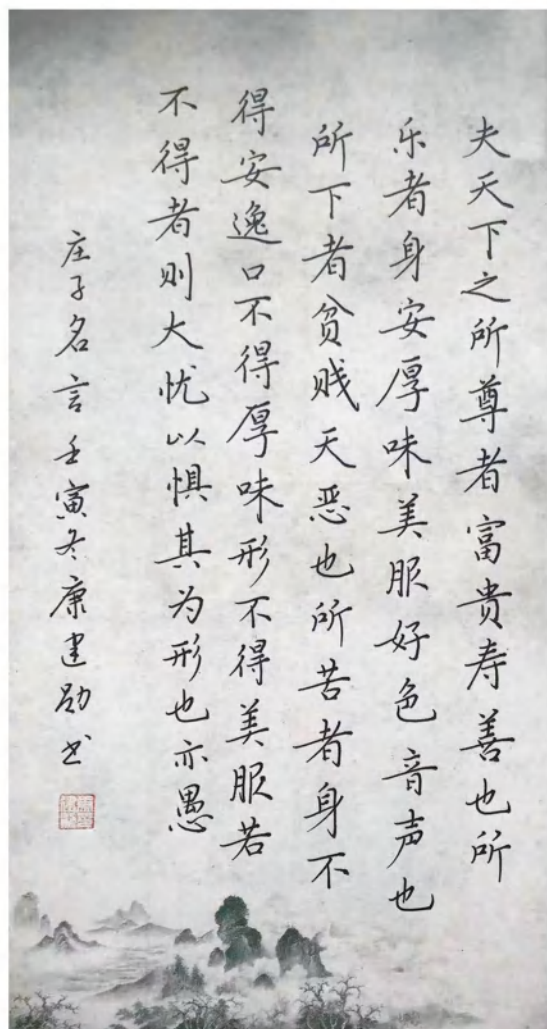 夫天下之所尊者富贵寿善也所
乐者身安厚味美服好色音声也
所下者贫贱天恶也所苦者身不
得安逸口不得厚味形不得美服若
不得者则大忧以惧其为形也亦愚
庄子名言壬寅冬康建勋书